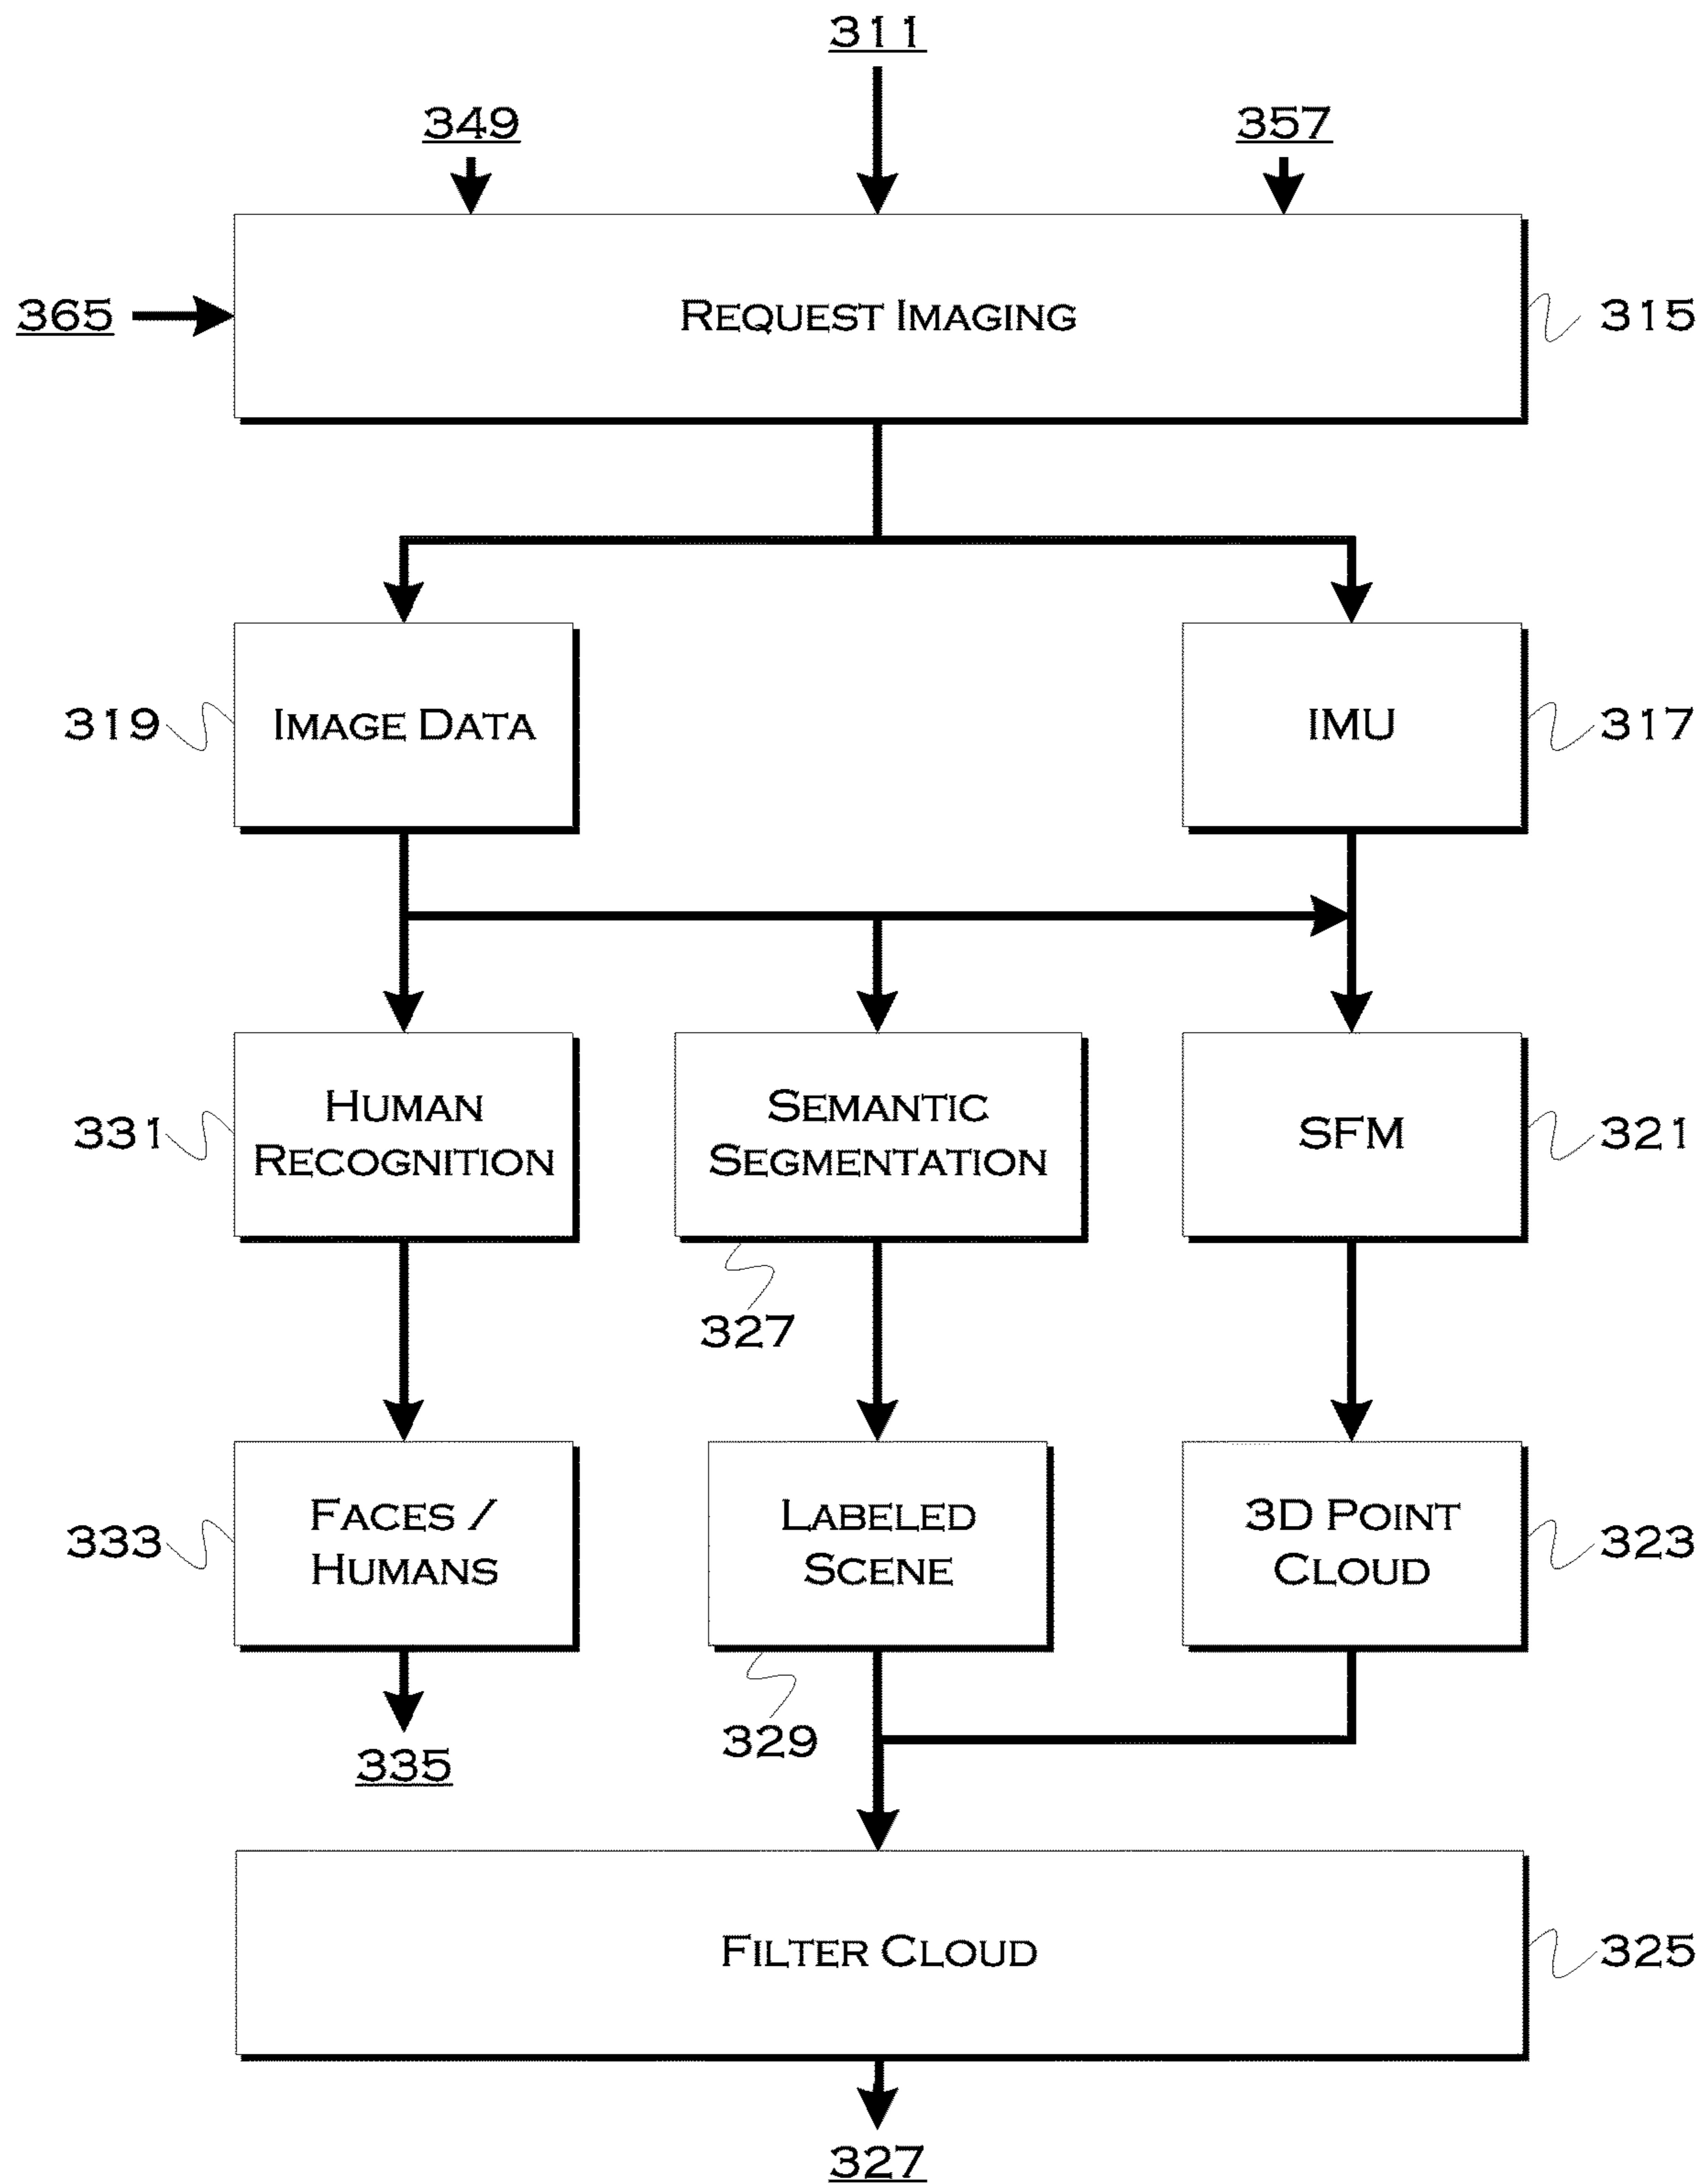 311
349
357
365
REQUEST IMAGING
315
319
IMAGE DATA
IMU
317
331
HUMAN
RECOGNITION
SEMANTIC
SEGMENTATION
SFM
321
327
333
FACES /
HUMANS
LABELED
SCENE
3D POINT
CLOUD
323
329
335
FILTER CLOUD
325
327